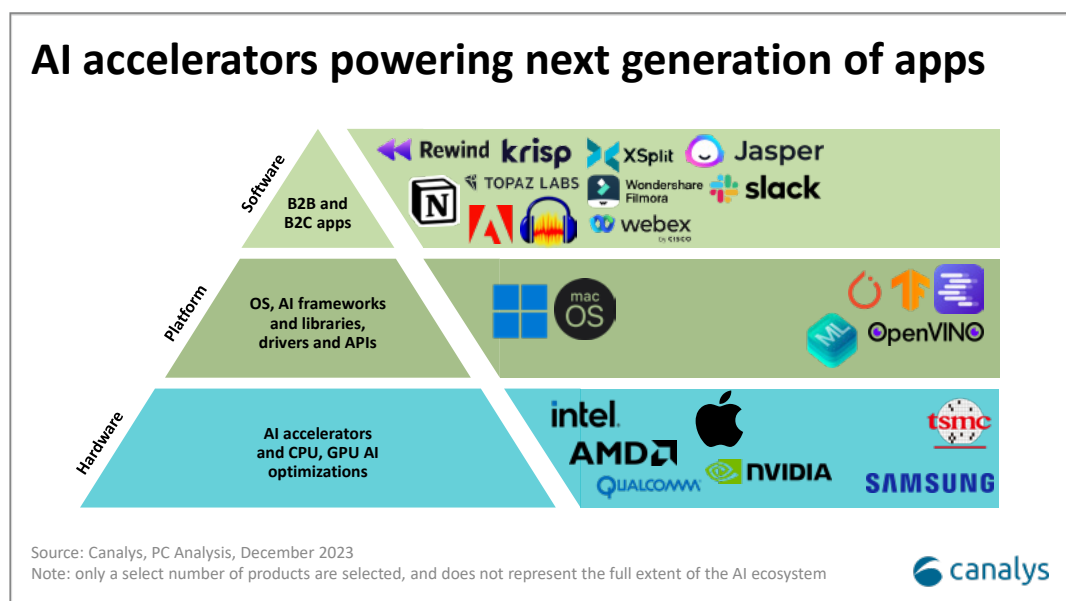 AI accelerators powering next generation of apps
Software
B2B and
B2C apps
Rewind
krisp
XSplit
Jasper
N
TOPAZ LABS
Wondershare
Filmora
slack
webex
by CISCO
Platform
OS, AI frameworks
and libraries,
drivers and APIs
mac
OS
ML
OpenVINO
Hardware
AI accelerators
and CPU, GPU AI
optimizations
intel.
AMD
QUALCOMM
NVIDIA
tsmc
SAMSUNG
Source: Canalys, PC Analysis, December 2023
Note: only a select number of products are selected, and does not represent the full extent of the AI ecosystem
canalys